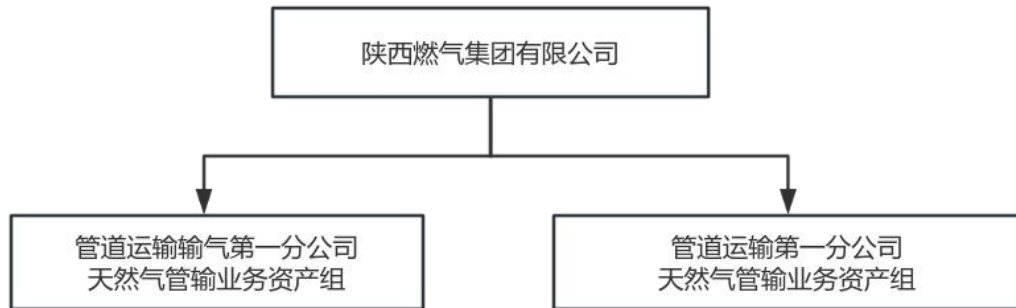 陕西燃气集团有限公司
管道运输输气第一分公司
天然气管输业务资产组
管道运输第一分公司
天然气管输业务资产组